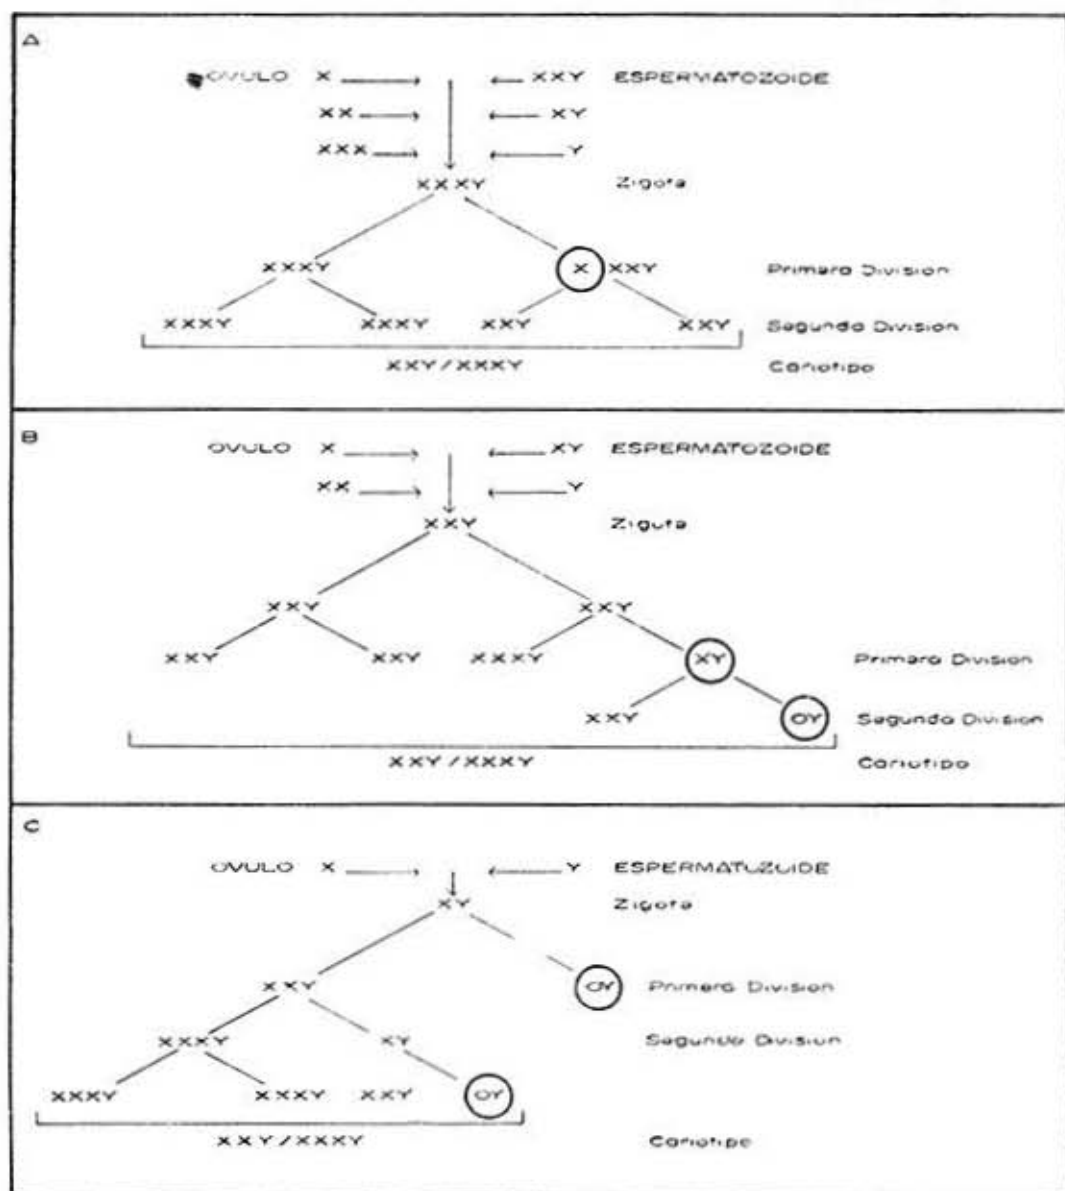 A
OVULO X XXY ESPERMATOZOIDE
XX XY
XXX Y
XXXY Zigota
XXXY X XXY Primera Division
XXXY XXXY XXY XXY Segunda Division
XXY/XXXY Cariotipo
B
OVULO X XY ESPERMATOZOIDE
XX Y
XXY Zigota
XXY XXY
XXY XXY XXXY XY Primera Division
XXY OY Segunda Division
XXY/XXXY Cariotipo
C
OVULO X Y ESPERMATOZOIDE
XY Zigota
XXY OY Primera Division
XXXY XY Segunda Division
XXXY XXXY XXY OY
XXY/XXXY Cariotipo